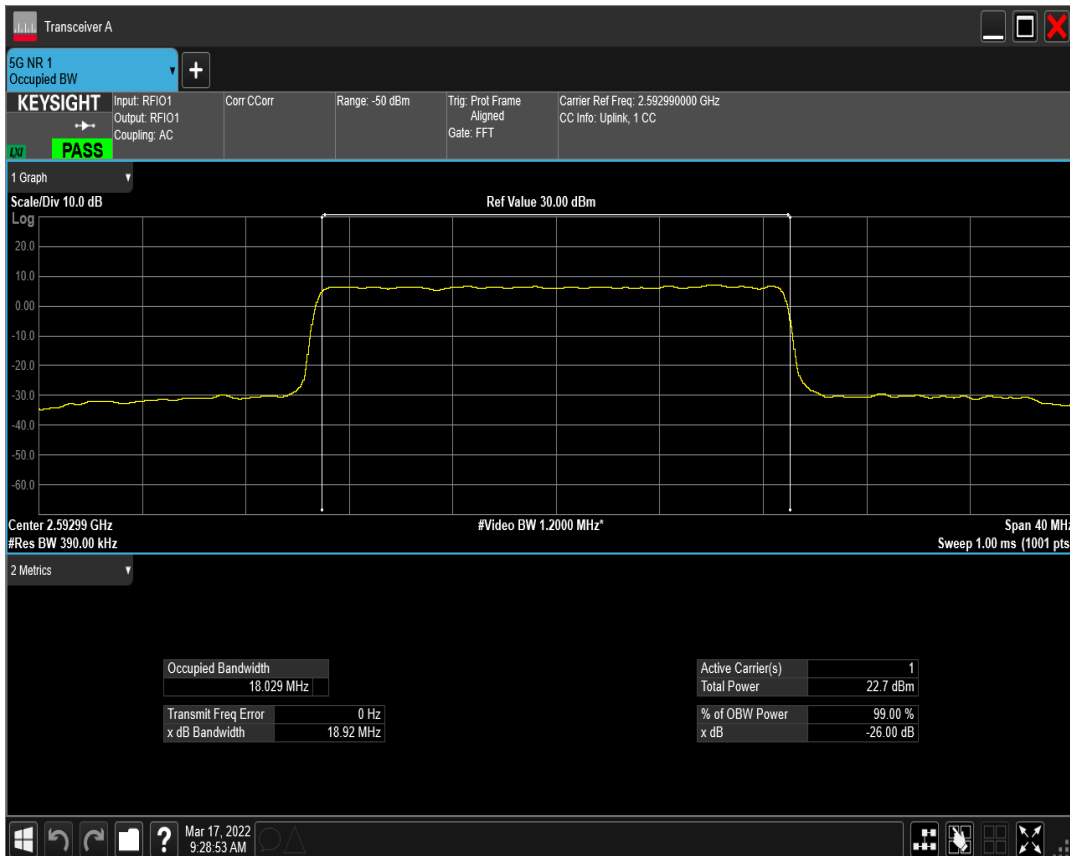 Transceiver A
5G NR 1
Occupied BW
+
KEYSIGHT
LXI
PASS
Input: RFIO1
Output: RFIO1
Coupling: AC
Corr CCorr
Range: -50 dBm
Trig: Prot Frame
Aligned
Gate: FFT
Carrier Ref Freq: 2.592990000 GHz
CC Info: Uplink, 1 CC
1 Graph
Scale/Div 10.0 dB
Ref Value 30.00 dBm
Log
20.0
10.0
0.00
-10.0
-20.0
-30.0
-40.0
-50.0
-60.0
Center 2.59299 GHz
#Video BW 1.2000 MHz*
Span 40 MHz
#Res BW 390.00 kHz
Sweep 1.00 ms (1001 pts
2 Metrics
Occupied Bandwidth
18.029 MHz
Transmit Freq Error 0 Hz
x dB Bandwidth 18.92 MHz
Active Carrier(s) 1
Total Power 22.7 dBm
% of OBW Power 99.00 %
x dB -26.00 dB
?
Mar 17, 2022
9:28:53 AM